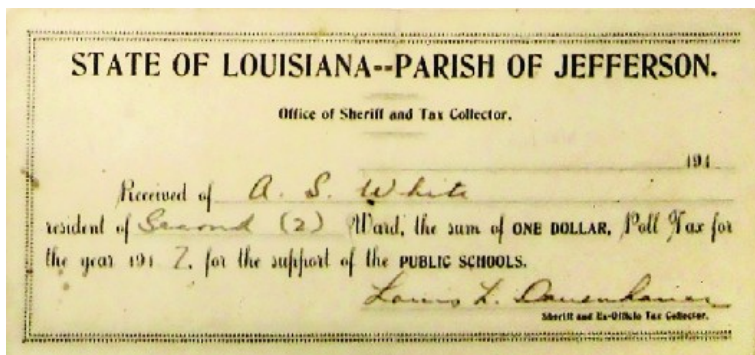 STATE OF LOUISIANA--PARISH OF JEFFERSON.
Office of Sheriff and Tax Collector.
191
Received of A. S. White
resident of Second (2) Ward, the sum of ONE DOLLAR, Poll Tax for
the year 191 7, for the support of the PUBLIC SCHOOLS.
Louis L.
Sheriff and Ex-Officio Tax Collector.